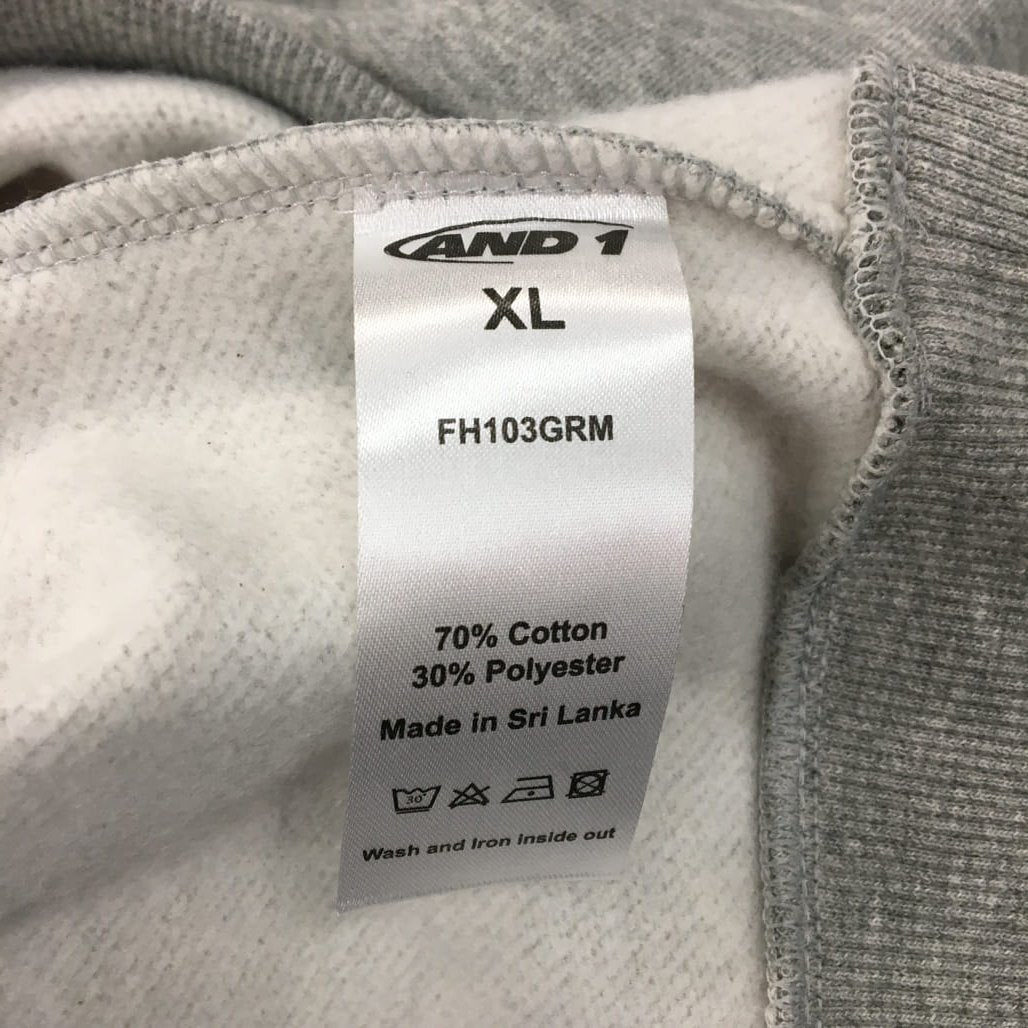 AND 1
XL
FH103GRM
70% Cotton
30% Polyester
Made in Sri Lanka
30°
Wash and Iron inside out